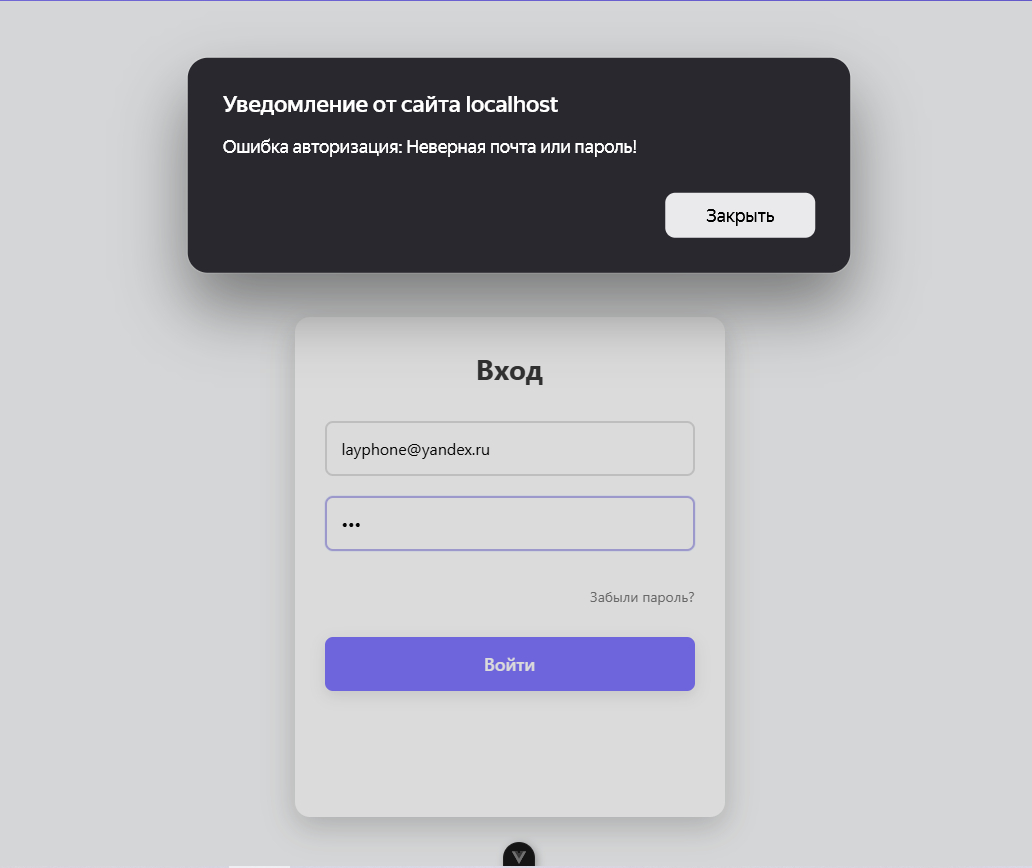 Уведомление от сайта localhost
Ошибка авторизация: Неверная почта или пароль!
Закрыть
Вход
layphone@yandex.ru
•••
Забыли пароль?
Войти